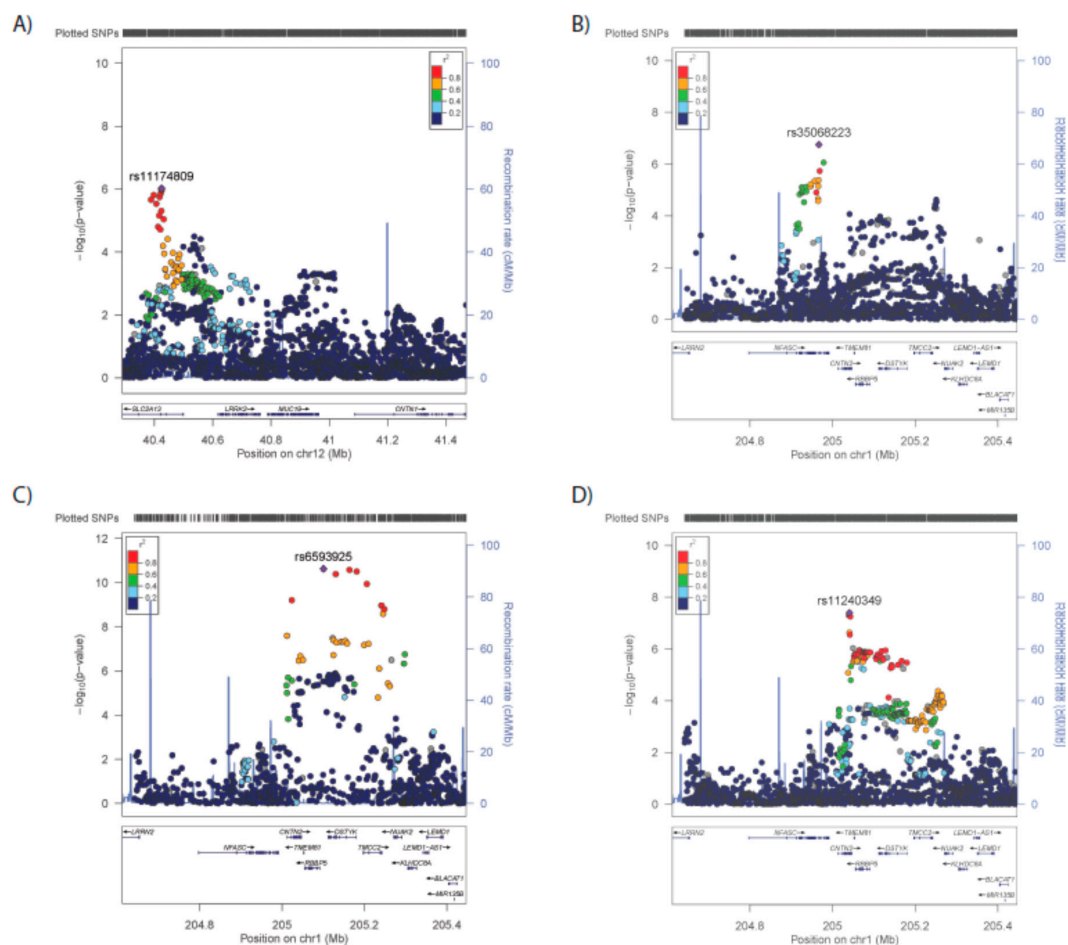 A)
Plotted SNPs
r²
0.8
0.6
0.4
0.2
10
8
6
4
2
0
100
80
60
40
20
0
rs11174809
−log10(p-value)
Recombination rate (cM/Mb)
←SLC2A13
LRRK2→
MUC19→
CNTN1→
40.4
40.6
40.8
41
41.2
41.4
Position on chr12 (Mb)
B)
Plotted SNPs
r²
0.8
0.6
0.4
0.2
10
8
6
4
2
0
100
80
60
40
20
0
rs35068223
−log10(p-value)
←LRRN2
NFASC→
←TMEM81
TMCC2→
LEMD1−AS1→
CNTN2→
←DSTYK
←NUAK2
←LEMD1
←RBBP5
←KLHDC8A
←BLACAT1
←MIR135B
204.8
205
205.2
205.4
Position on chr1 (Mb)
C)
Plotted SNPs
r²
0.8
0.6
0.4
0.2
12
10
8
6
4
2
0
100
80
60
40
20
0
rs6593925
−log10(p-value)
Recombination rate (cM/Mb)
←LRRN2
CNTN2→
←DSTYK
←NUAK2
←LEMD1
NFASC→
←TMEM81
TMCC2→
LEMD1−AS1→
←RBBP5
←KLHDC8A
←BLACAT1
←MIR135B
204.8
205
205.2
205.4
Position on chr1 (Mb)
D)
Plotted SNPs
r²
0.8
0.6
0.4
0.2
10
8
6
4
2
0
100
80
60
40
20
0
rs11240349
−log10(p-value)
←LRRN2
NFASC→
←TMEM81
TMCC2→
LEMD1−AS1→
CNTN2→
←DSTYK
←NUAK2
←LEMD1
←RBBP5
←KLHDC8A
←BLACAT1
←MIR135B
204.8
205
205.2
205.4
Position on chr1 (Mb)